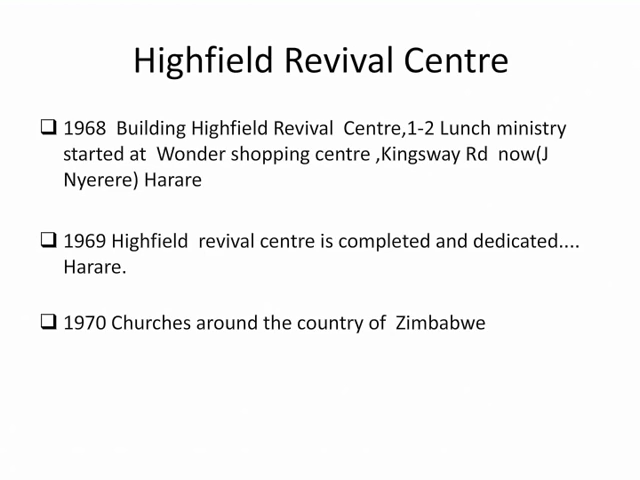 Highfield Revival Centre
❑ 1968  Building Highfield Revival  Centre,1-2 Lunch ministry
started at  Wonder shopping centre ,Kingsway Rd  now(J
Nyerere) Harare
❑ 1969 Highfield  revival centre is completed and dedicated....
Harare.
❑ 1970 Churches around the country of  Zimbabwe